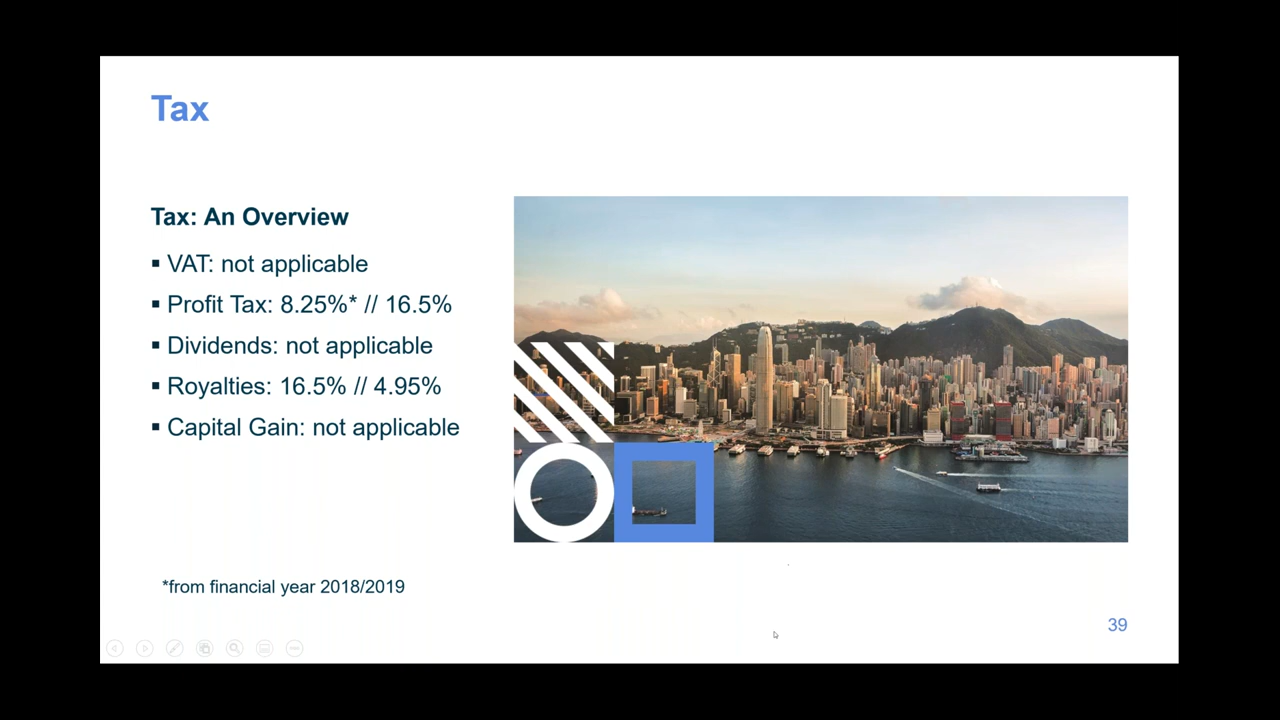 Tax
Tax: An Overview
▪ VAT: not applicable
▪ Profit Tax: 8.25%* // 16.5%
▪ Dividends: not applicable
▪ Royalties: 16.5% // 4.95%
▪ Capital Gain: not applicable
*from financial year 2018/2019
39